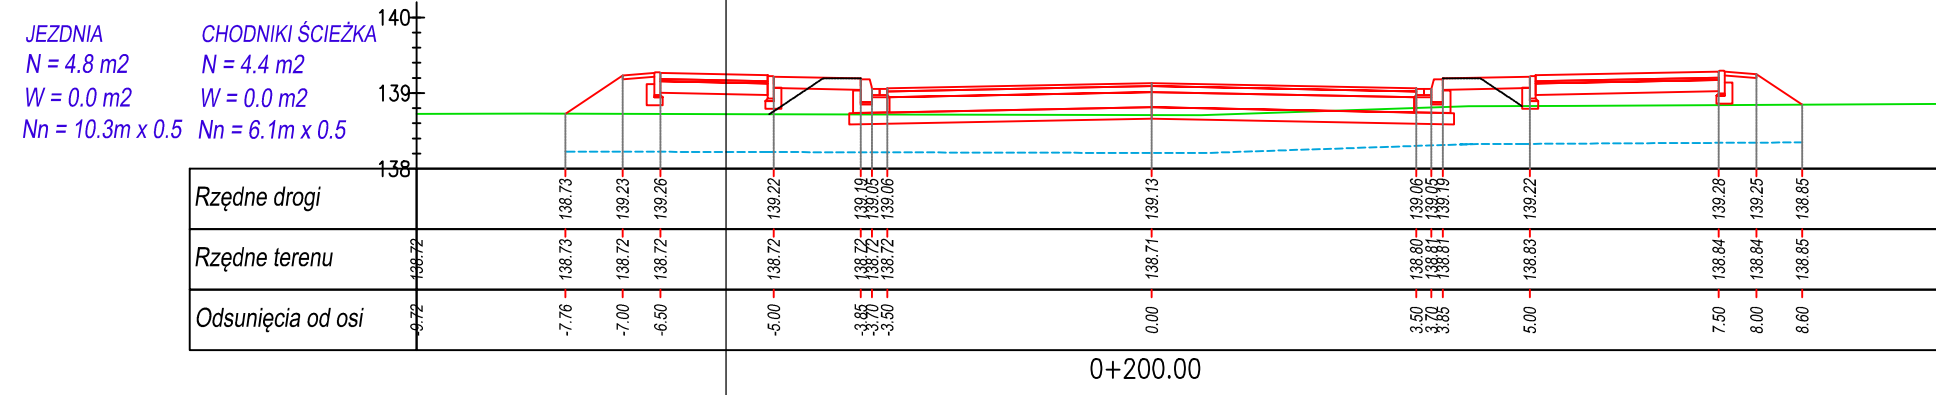 140
JEZDNIA CHODNIKI ŚCIEŻKA
N = 4.8 m2 N = 4.4 m2
W = 0.0 m2 W = 0.0 m2
139
Nn = 10.3m x 0.5 Nn = 6.1m x 0.5
138
Rzędne drogi 138.73 139.23 139.26 139.22 139.19 139.05 139.06 139.13 139.06 139.05 139.19 139.22 139.28 139.25 138.85
Rzędne terenu 138.72 138.73 138.72 138.72 138.72 138.72 138.72 138.72 138.71 138.80 138.81 138.81 138.83 138.84 138.84 138.85
Odsunięcia od osi -9.72 -7.76 -7.00 -6.50 -5.00 -3.85 -3.70 -3.50 0.00 3.50 3.70 3.85 5.00 7.50 8.00 8.60
0+200.00